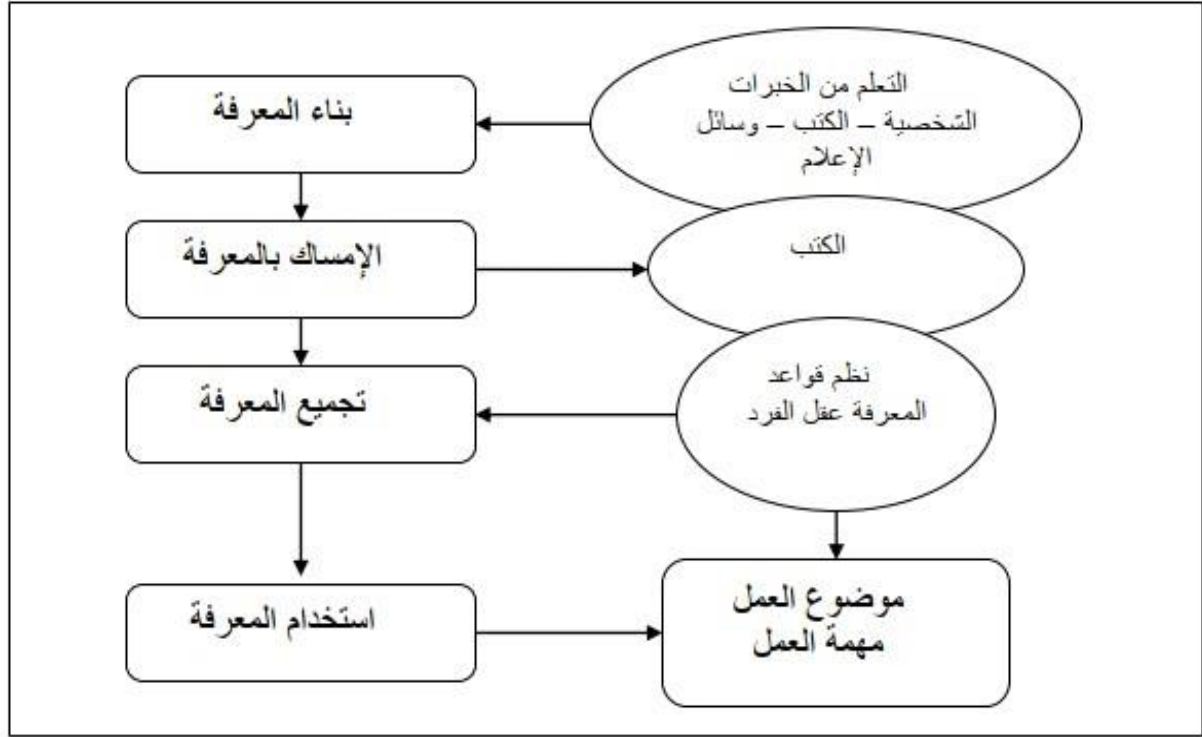 التعلم من الخبرات
الشخصية – الكتب – وسائل
الإعلام
بناء المعرفة
الكتب
الإمساك بالمعرفة
نظم قواعد
المعرفة عقل الفرد
تجميع المعرفة
موضوع العمل
مهمة العمل
استخدام المعرفة